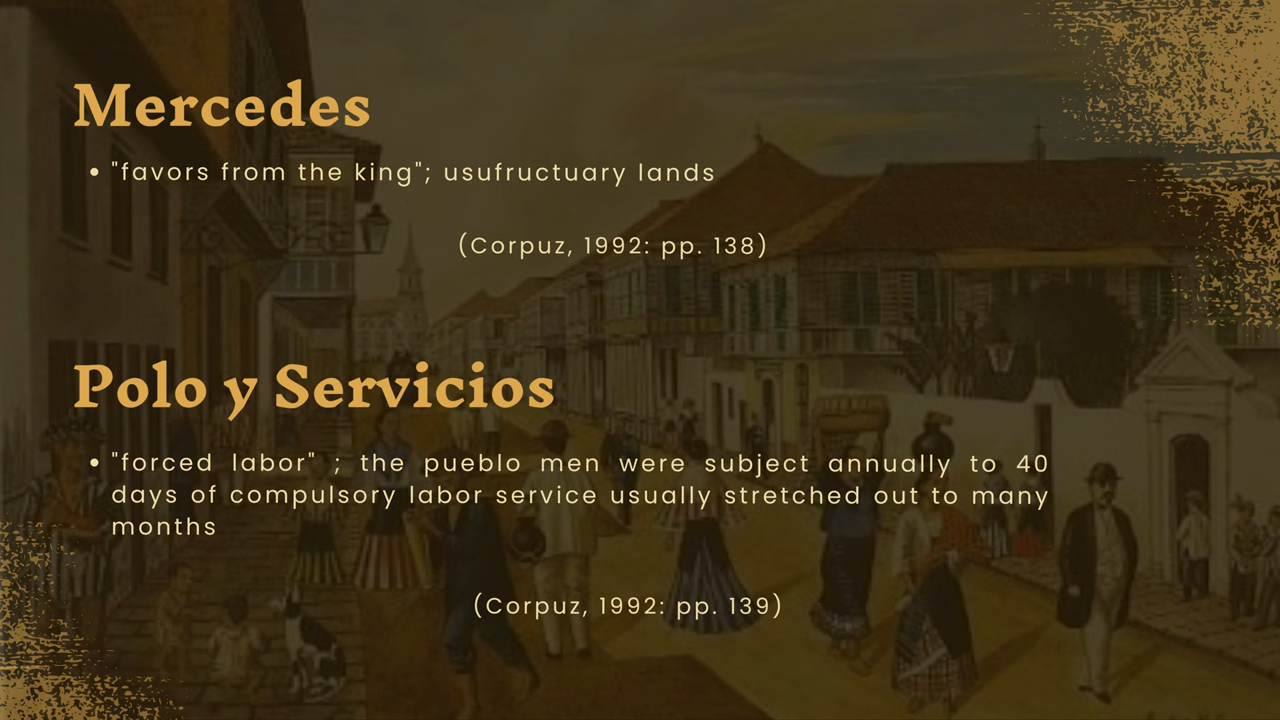 Mercedes
• "favors from the king"; usufructuary lands
(Corpuz, 1992: pp. 138)
Polo y Servicios
• "forced labor" ; the pueblo men were subject annually to 40
days of compulsory labor service usually stretched out to many
months
(Corpuz, 1992: pp. 139)